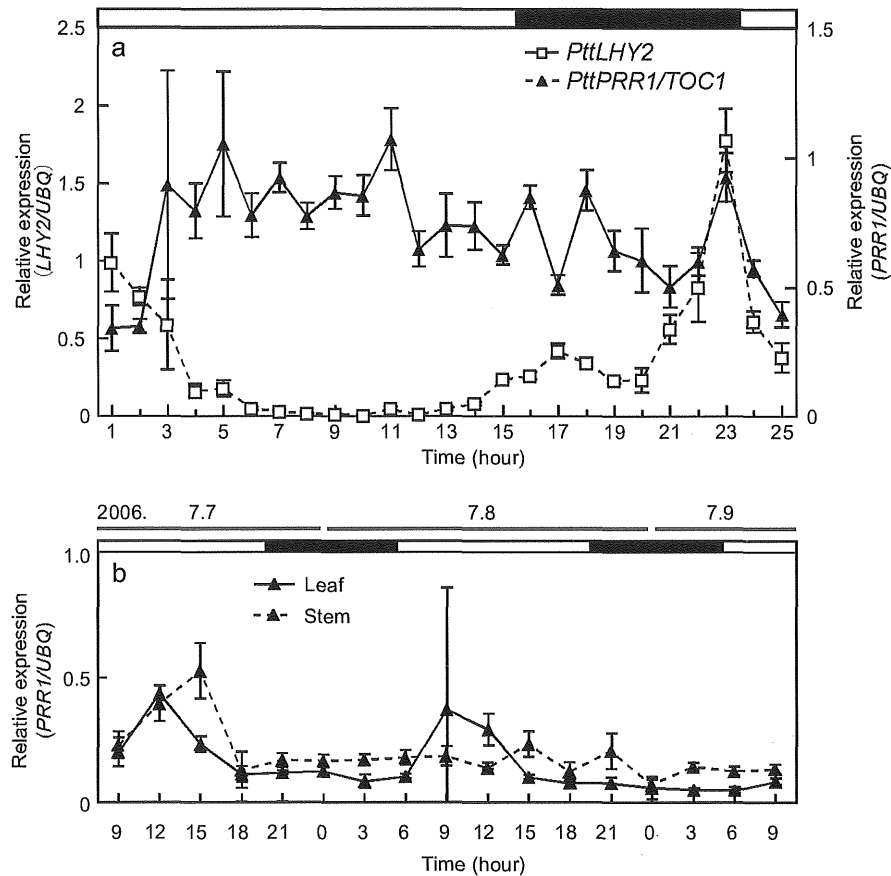 a
PttLHY2
PttPRR1/TOC1
2.5
2
1.5
1
0.5
0
1.5
1
0.5
0
Relative expression
(LHY2/UBQ)
Relative expression
(PRR1/UBQ)
1 3 5 7 9 11 13 15 17 19 21 23 25
Time (hour)
2006. 7.7 7.8 7.9
b
Leaf
Stem
1.0
0.5
0
Relative expression
(PRR1/UBQ)
9 12 15 18 21 0 3 6 9 12 15 18 21 0 3 6 9
Time (hour)